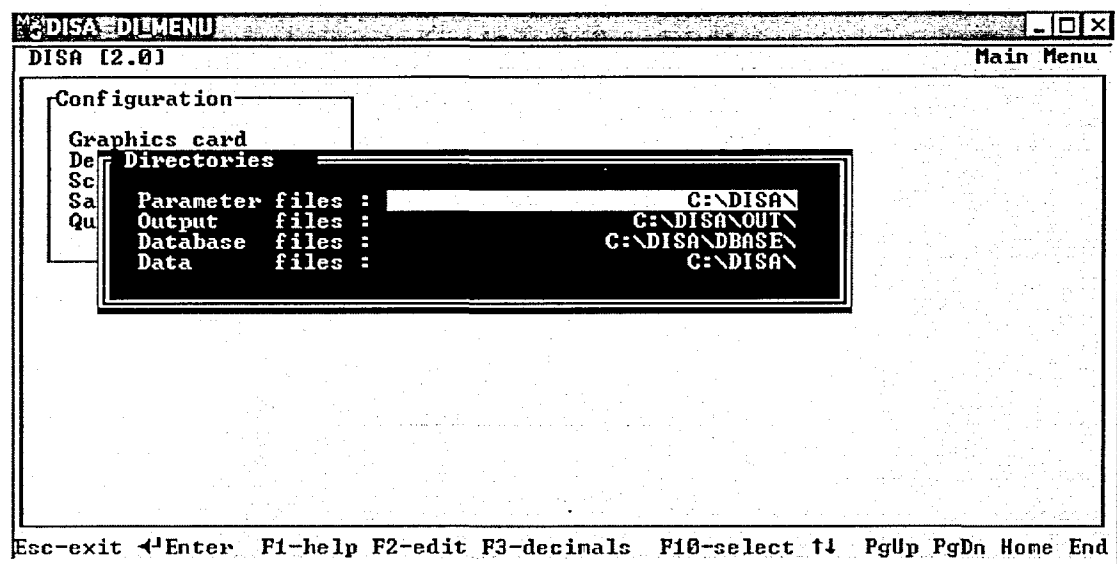 DISA - DI_MENU
DISA [2.0] Main Menu
Configuration
Graphics card
De
Directories
Sc
Sa
Parameter files : C:\DISA\
Qu
Output files : C:\DISA\OUT\
Database files : C:\DISA\DBASE\
Data files : C:\DISA\
Esc-exit ↵Enter F1-help F2-edit F3-decimals F10-select ↑↓ PgUp PgDn Home End